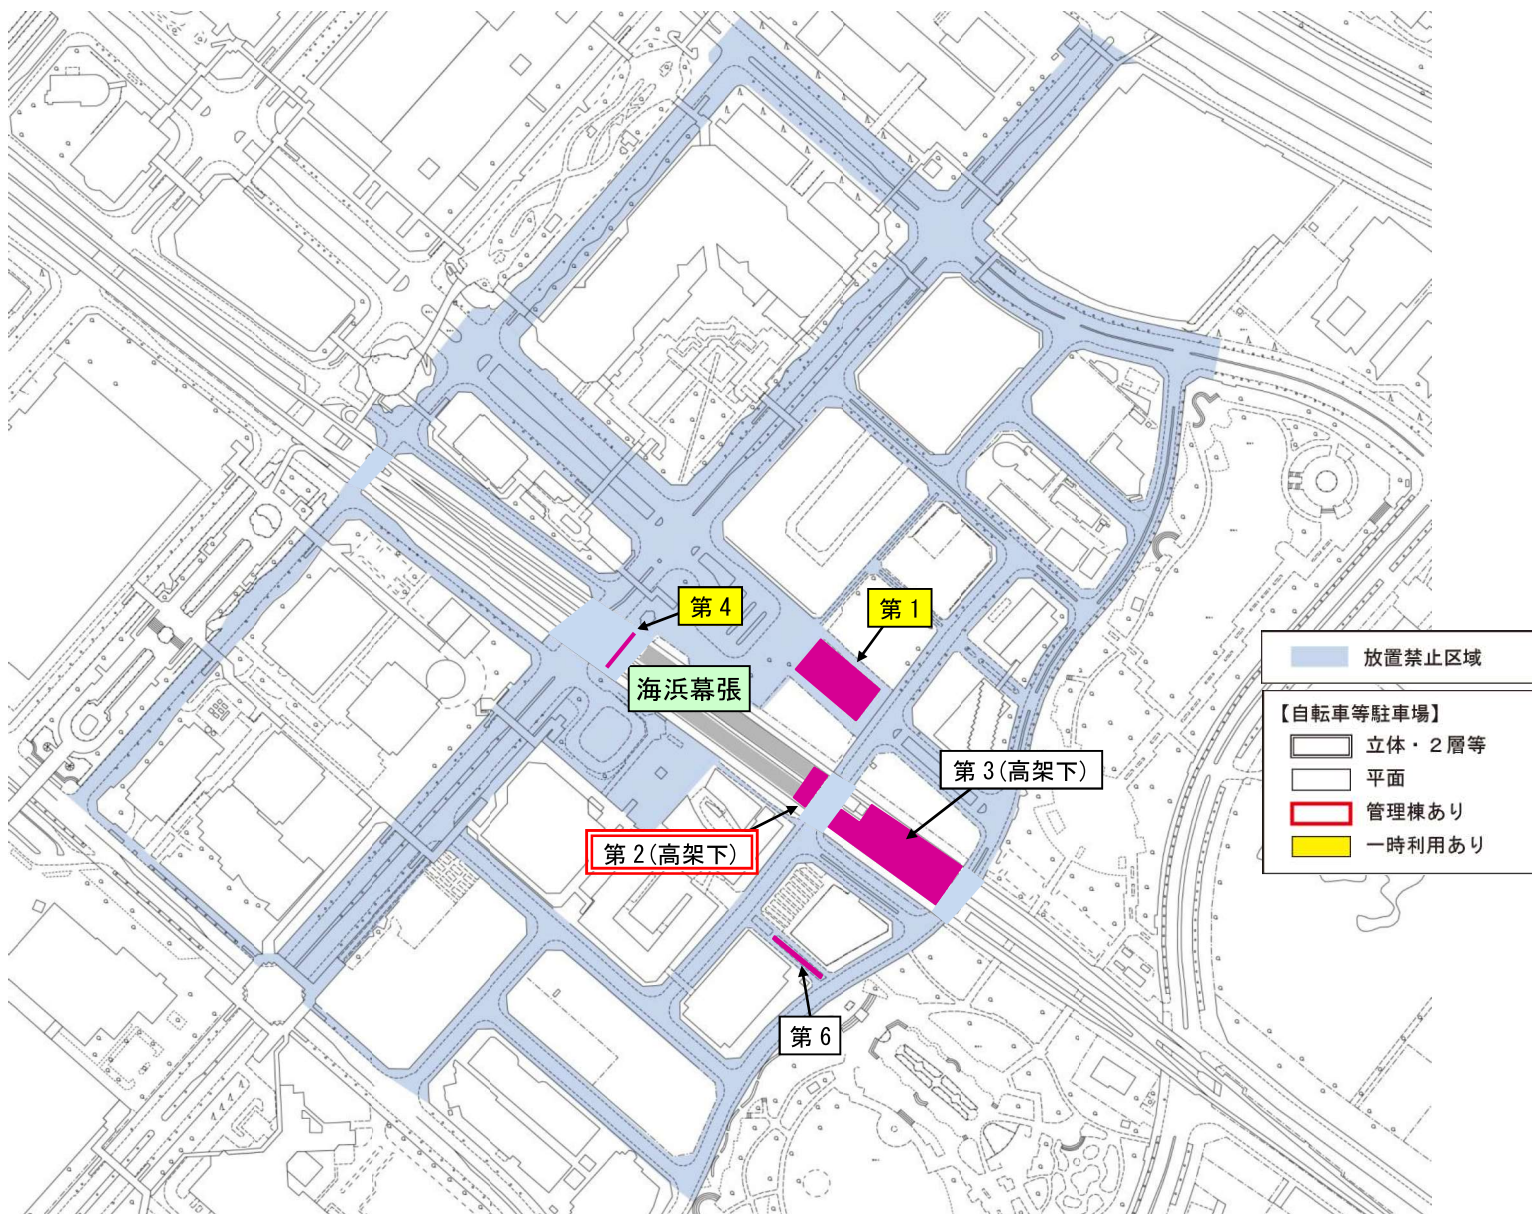 第4
第1
海浜幕張
第3(高架下)
第2(高架下)
第6
放置禁止区域
【自転車等駐車場】
立体・2層等
平面
管理棟あり
一時利用あり